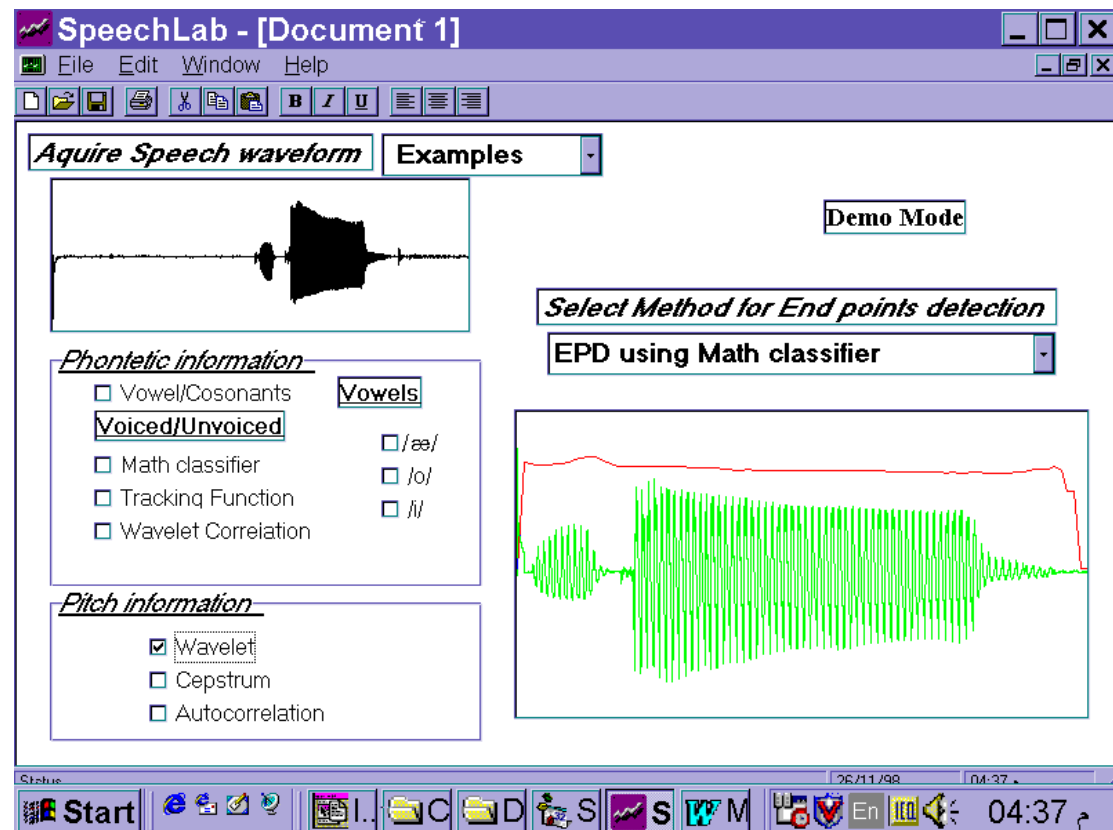 SpeechLab - [Document 1]
File Edit Window Help
B I U
Aquire Speech waveform Examples
Demo Mode
Select Method for End points detection
EPD using Math classifier
Phontetic information
Vowel/Cosonants Vowels
Voiced/Unvoiced
/æ/
Math classifier
/o/
Tracking Function
/i/
Wavelet Correiation
Pitch information
Wavelet
Cepstrum
Autocorrelation
Status 26/11/98 04:37 م
Start I.. C D S S M En 04:37 م